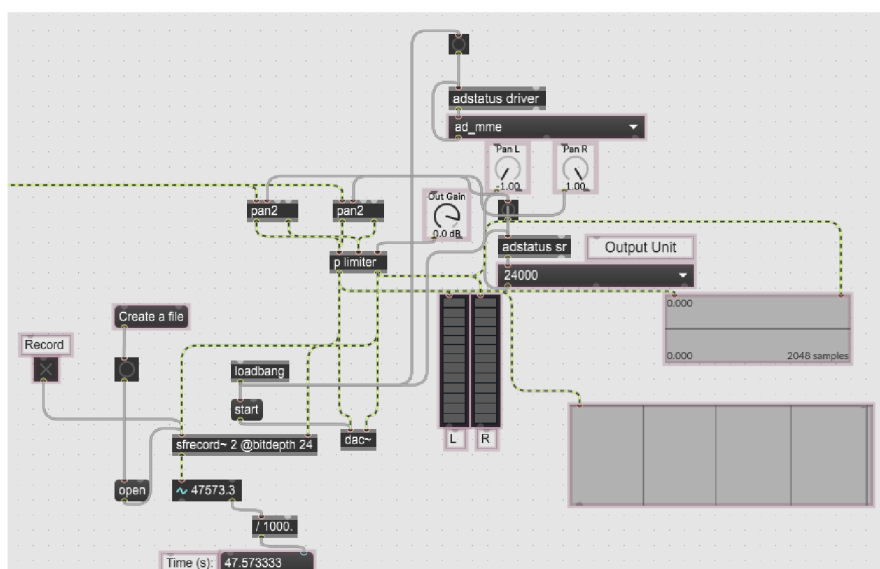 adstatus driver
ad_mme
Pan L
Pan R
-1.00
1.00
pan2
pan2
Out Gain
0.0 dB
adstatus sr
Output Unit
p limiter
24000
0.000
0.000
2048 samples
Create a file
Record
loadbang
start
L
R
sfrecord~ 2 @bitdepth 24
dac~
open
47573.3
/ 1000.
Time (s):
47.573333